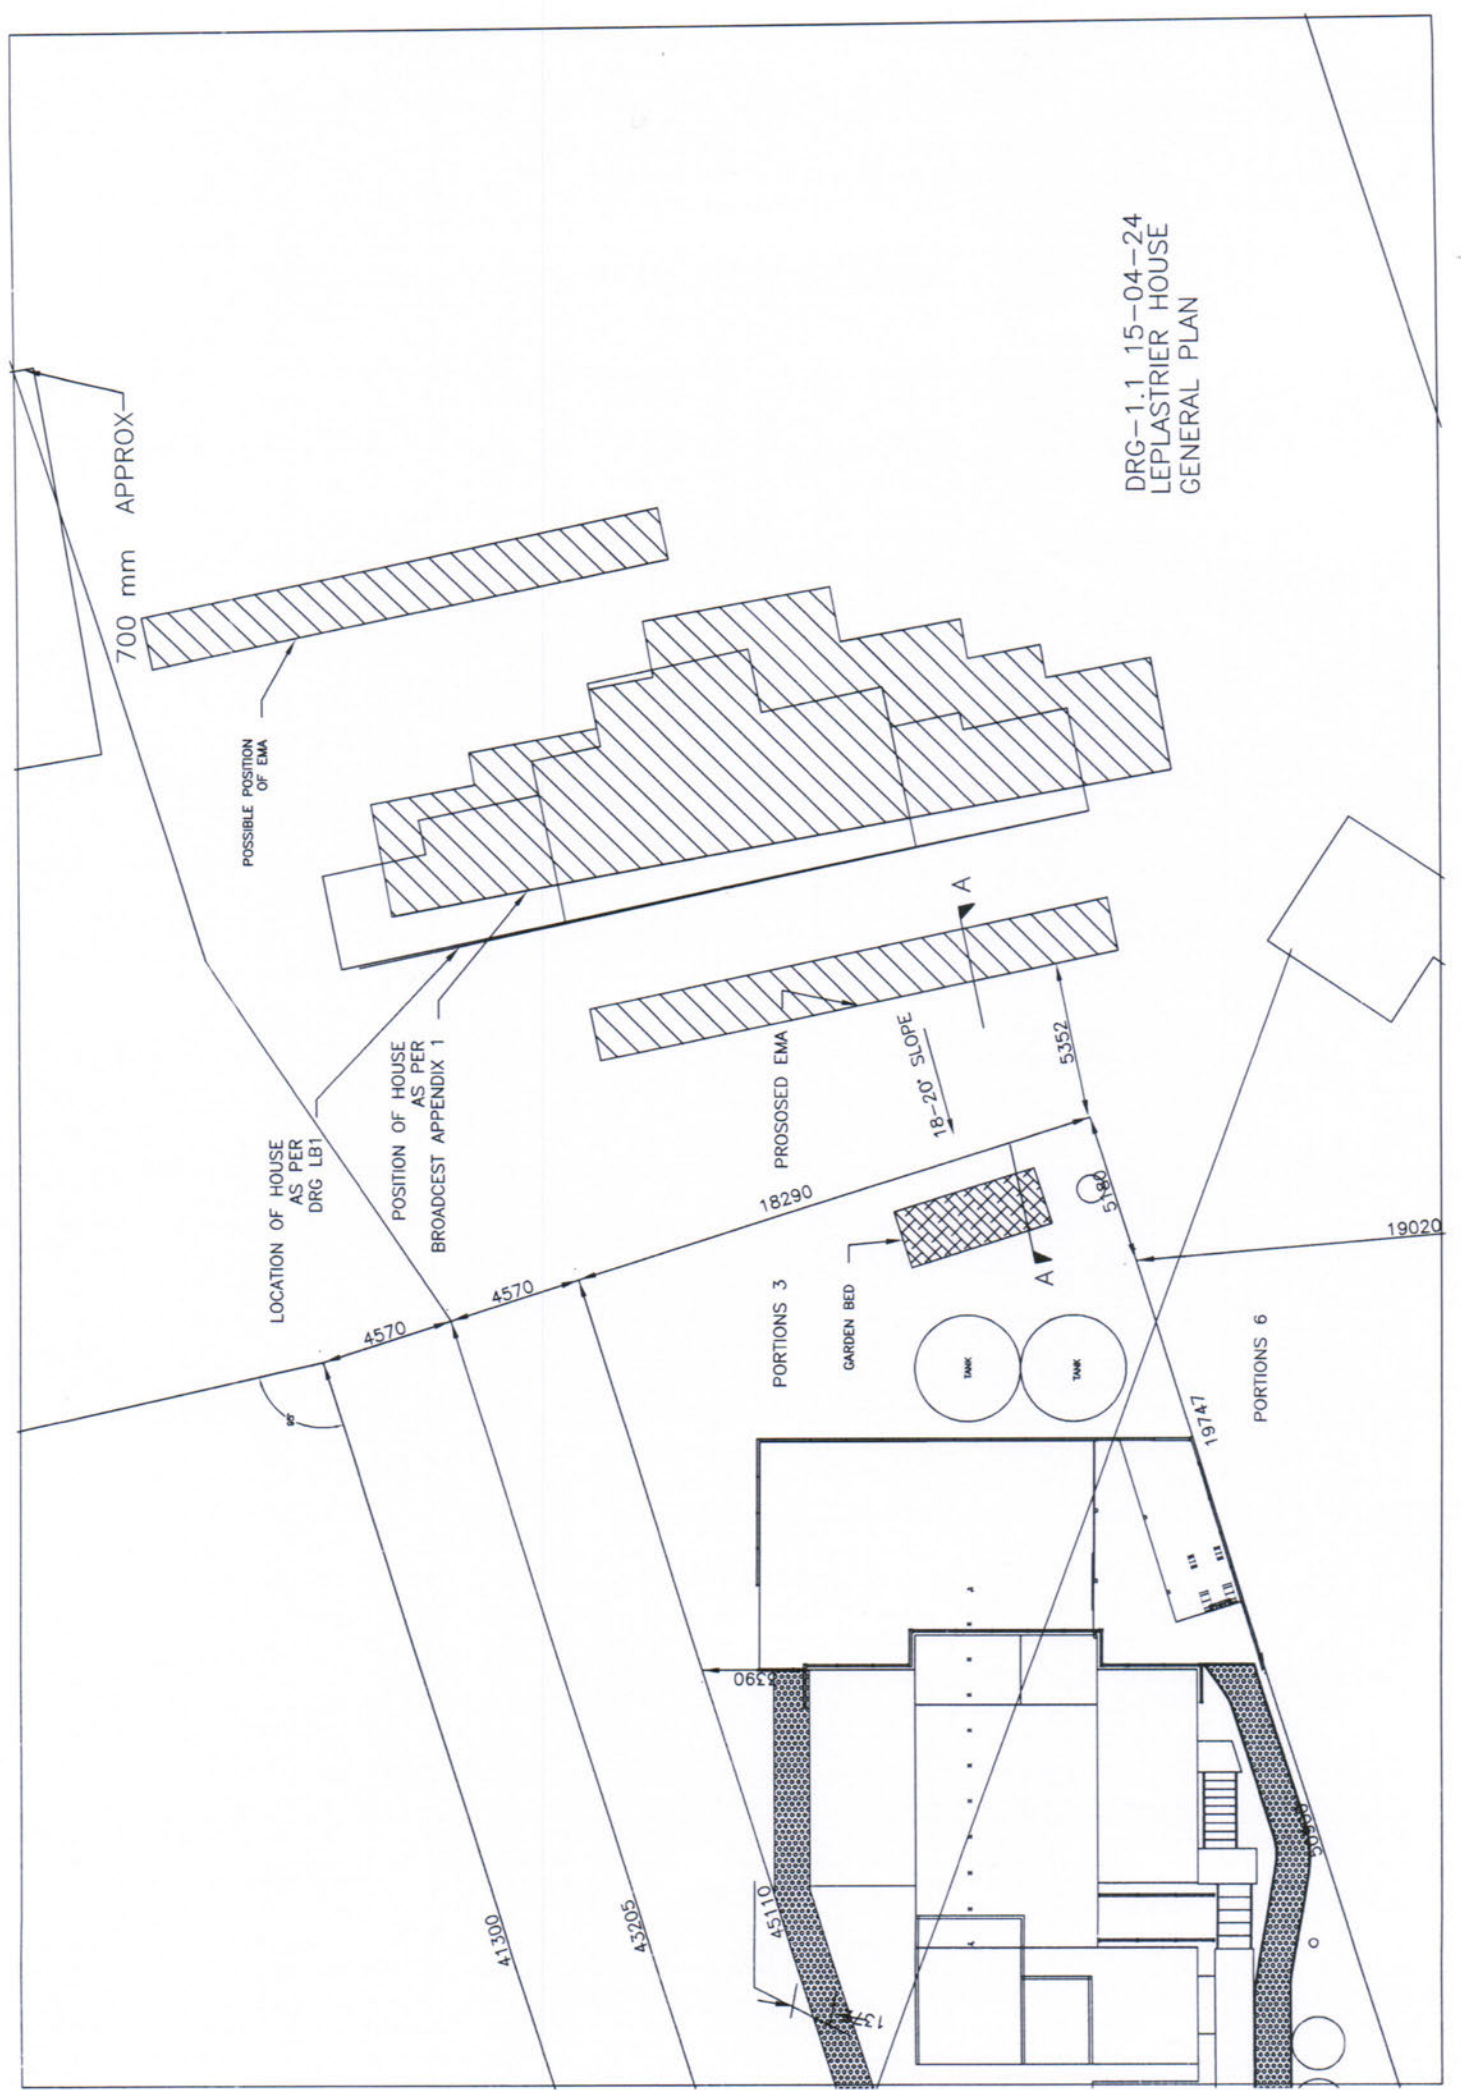 700 mm APPROX
POSSIBLE POSITION
OF EMA
LOCATION OF HOUSE
AS PER
DRG LB1
POSITION OF HOUSE
AS PER
BROADCEST APPENDIX 1
PROSOSED EMA
18-20° SLOPE
A
5352
18290
4570
4570
5180
19020
A
PORTIONS 3
GARDEN BED
TANK
TANK
19747
PORTIONS 6
41300
43205
45110
DRG-1.1 15-04-24
LEPLASTRIER HOUSE
GENERAL PLAN